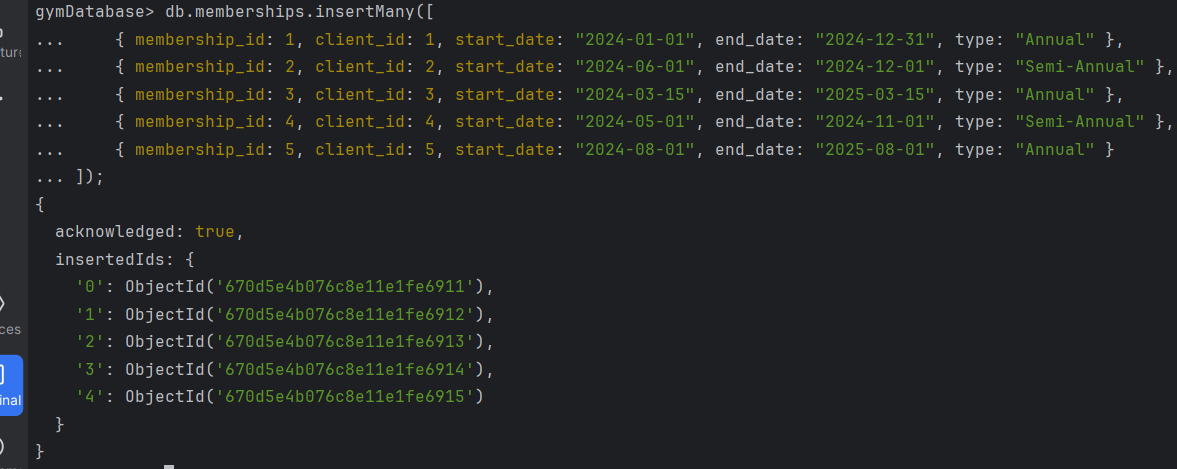 gymDatabase> db.memberships.insertMany([
...     { membership_id: 1, client_id: 1, start_date: "2024-01-01", end_date: "2024-12-31", type: "Annual" },
...     { membership_id: 2, client_id: 2, start_date: "2024-06-01", end_date: "2024-12-01", type: "Semi-Annual" },
...     { membership_id: 3, client_id: 3, start_date: "2024-03-15", end_date: "2025-03-15", type: "Annual" },
...     { membership_id: 4, client_id: 4, start_date: "2024-05-01", end_date: "2024-11-01", type: "Semi-Annual" },
...     { membership_id: 5, client_id: 5, start_date: "2024-08-01", end_date: "2025-08-01", type: "Annual" }
... ]);
{
  acknowledged: true,
  insertedIds: {
    '0': ObjectId('670d5e4b076c8e11e1fe6911'),
    '1': ObjectId('670d5e4b076c8e11e1fe6912'),
    '2': ObjectId('670d5e4b076c8e11e1fe6913'),
    '3': ObjectId('670d5e4b076c8e11e1fe6914'),
    '4': ObjectId('670d5e4b076c8e11e1fe6915')
  }
}